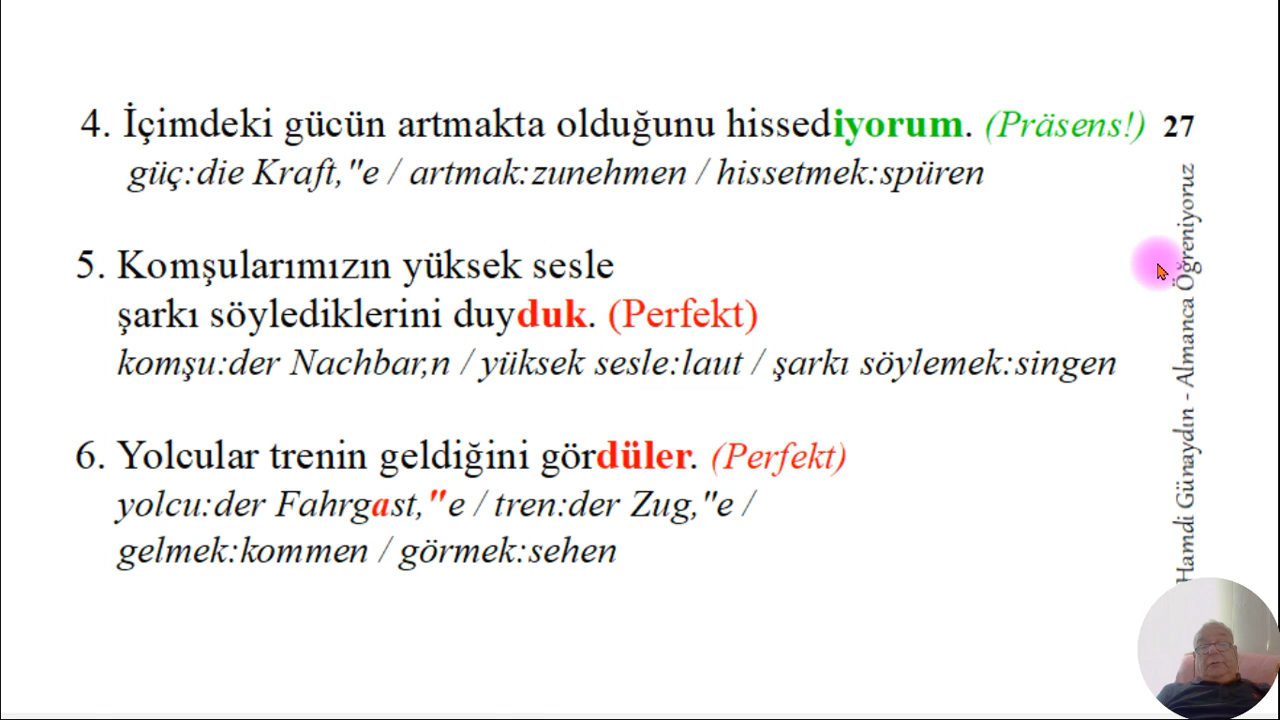 4. İçimdeki gücün artmakta olduğunu hissediyorum. (Präsens!) 27
güç:die Kraft,"e / artmak:zunehmen / hissetmek:spüren
5. Komşularımızın yüksek sesle
şarkı söylediklerini duyduk. (Perfekt)
komşu:der Nachbar,n / yüksek sesle:laut / şarkı söylemek:singen
6. Yolcular trenin geldiğini gördüler. (Perfekt)
yolcu:der Fahrgast,"e / tren:der Zug,"e /
gelmek:kommen / görmek:sehen
Hamdi Günaydın - Almanca Öğreniyoruz